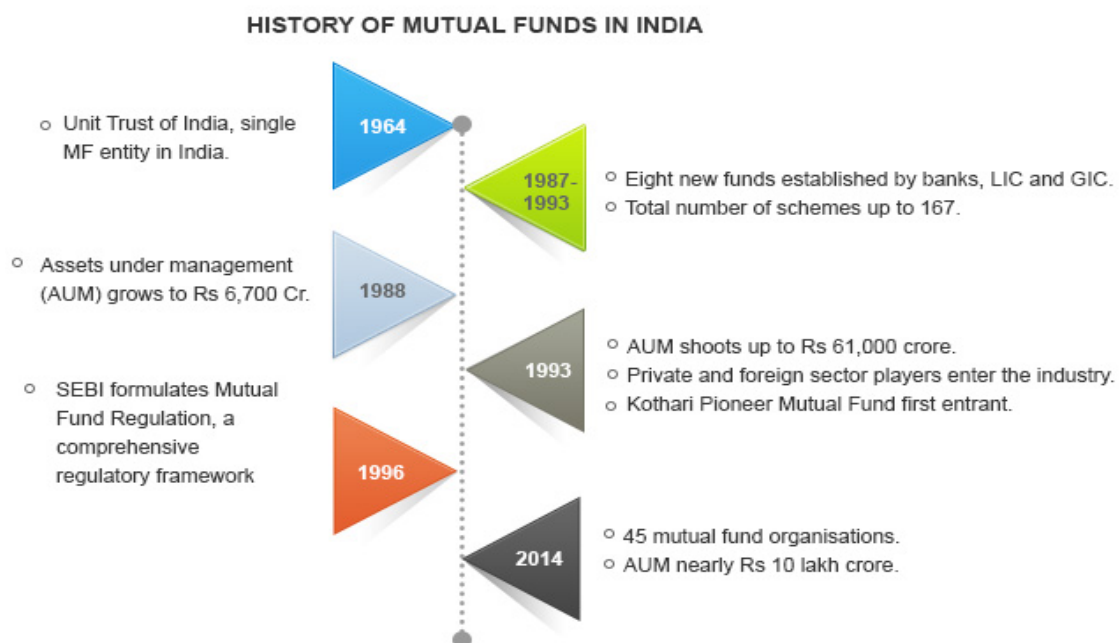 HISTORY OF MUTUAL FUNDS IN INDIA
1964
Unit Trust of India, single
MF entity in India.
1987-
1993
Eight new funds established by banks, LIC and GIC.
Total number of schemes up to 167.
1988
Assets under management
(AUM) grows to Rs 6,700 Cr.
1993
AUM shoots up to Rs 61,000 crore.
Private and foreign sector players enter the industry.
Kothari Pioneer Mutual Fund first entrant.
1996
SEBI formulates Mutual
Fund Regulation, a
comprehensive
regulatory framework
2014
45 mutual fund organisations.
AUM nearly Rs 10 lakh crore.